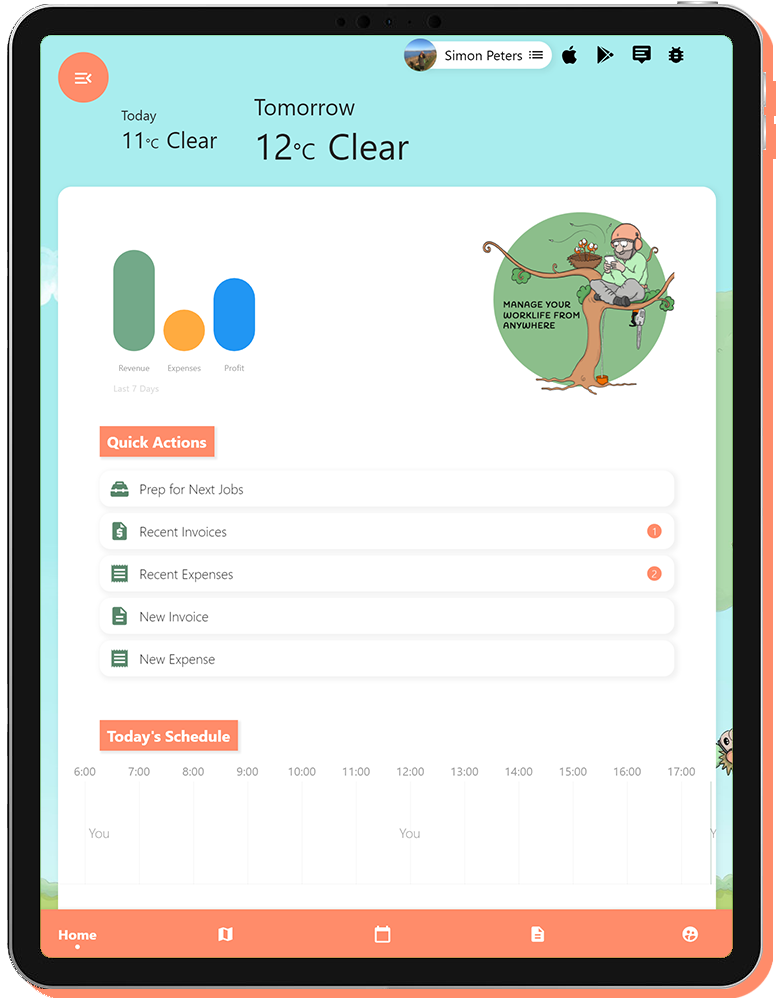 Simon Peters
Today
11°C Clear
Tomorrow
12°C Clear
MANAGE YOUR
WORKLIFE FROM
ANYWHERE
Revenue Expenses Profit
Last 7 Days
Quick Actions
Prep for Next Jobs
Recent Invoices 1
Recent Expenses 2
New Invoice
New Expense
Today's Schedule
6:00 7:00 8:00 9:00 10:00 11:00 12:00 13:00 14:00 15:00 16:00 17:00
You You Y
Home